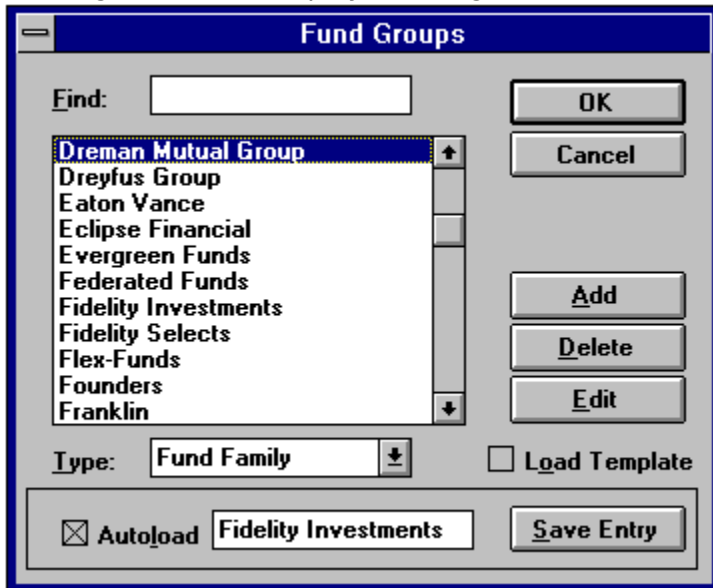 Fund Groups
Find:
OK
Cancel
Dreman Mutual Group
Dreyfus Group
Eaton Vance
Eclipse Financial
Evergreen Funds
Federated Funds
Fidelity Investments
Fidelity Selects
Flex-Funds
Founders
Franklin
Add
Delete
Edit
Type: Fund Family
Load Template
Autoload Fidelity Investments
Save Entry